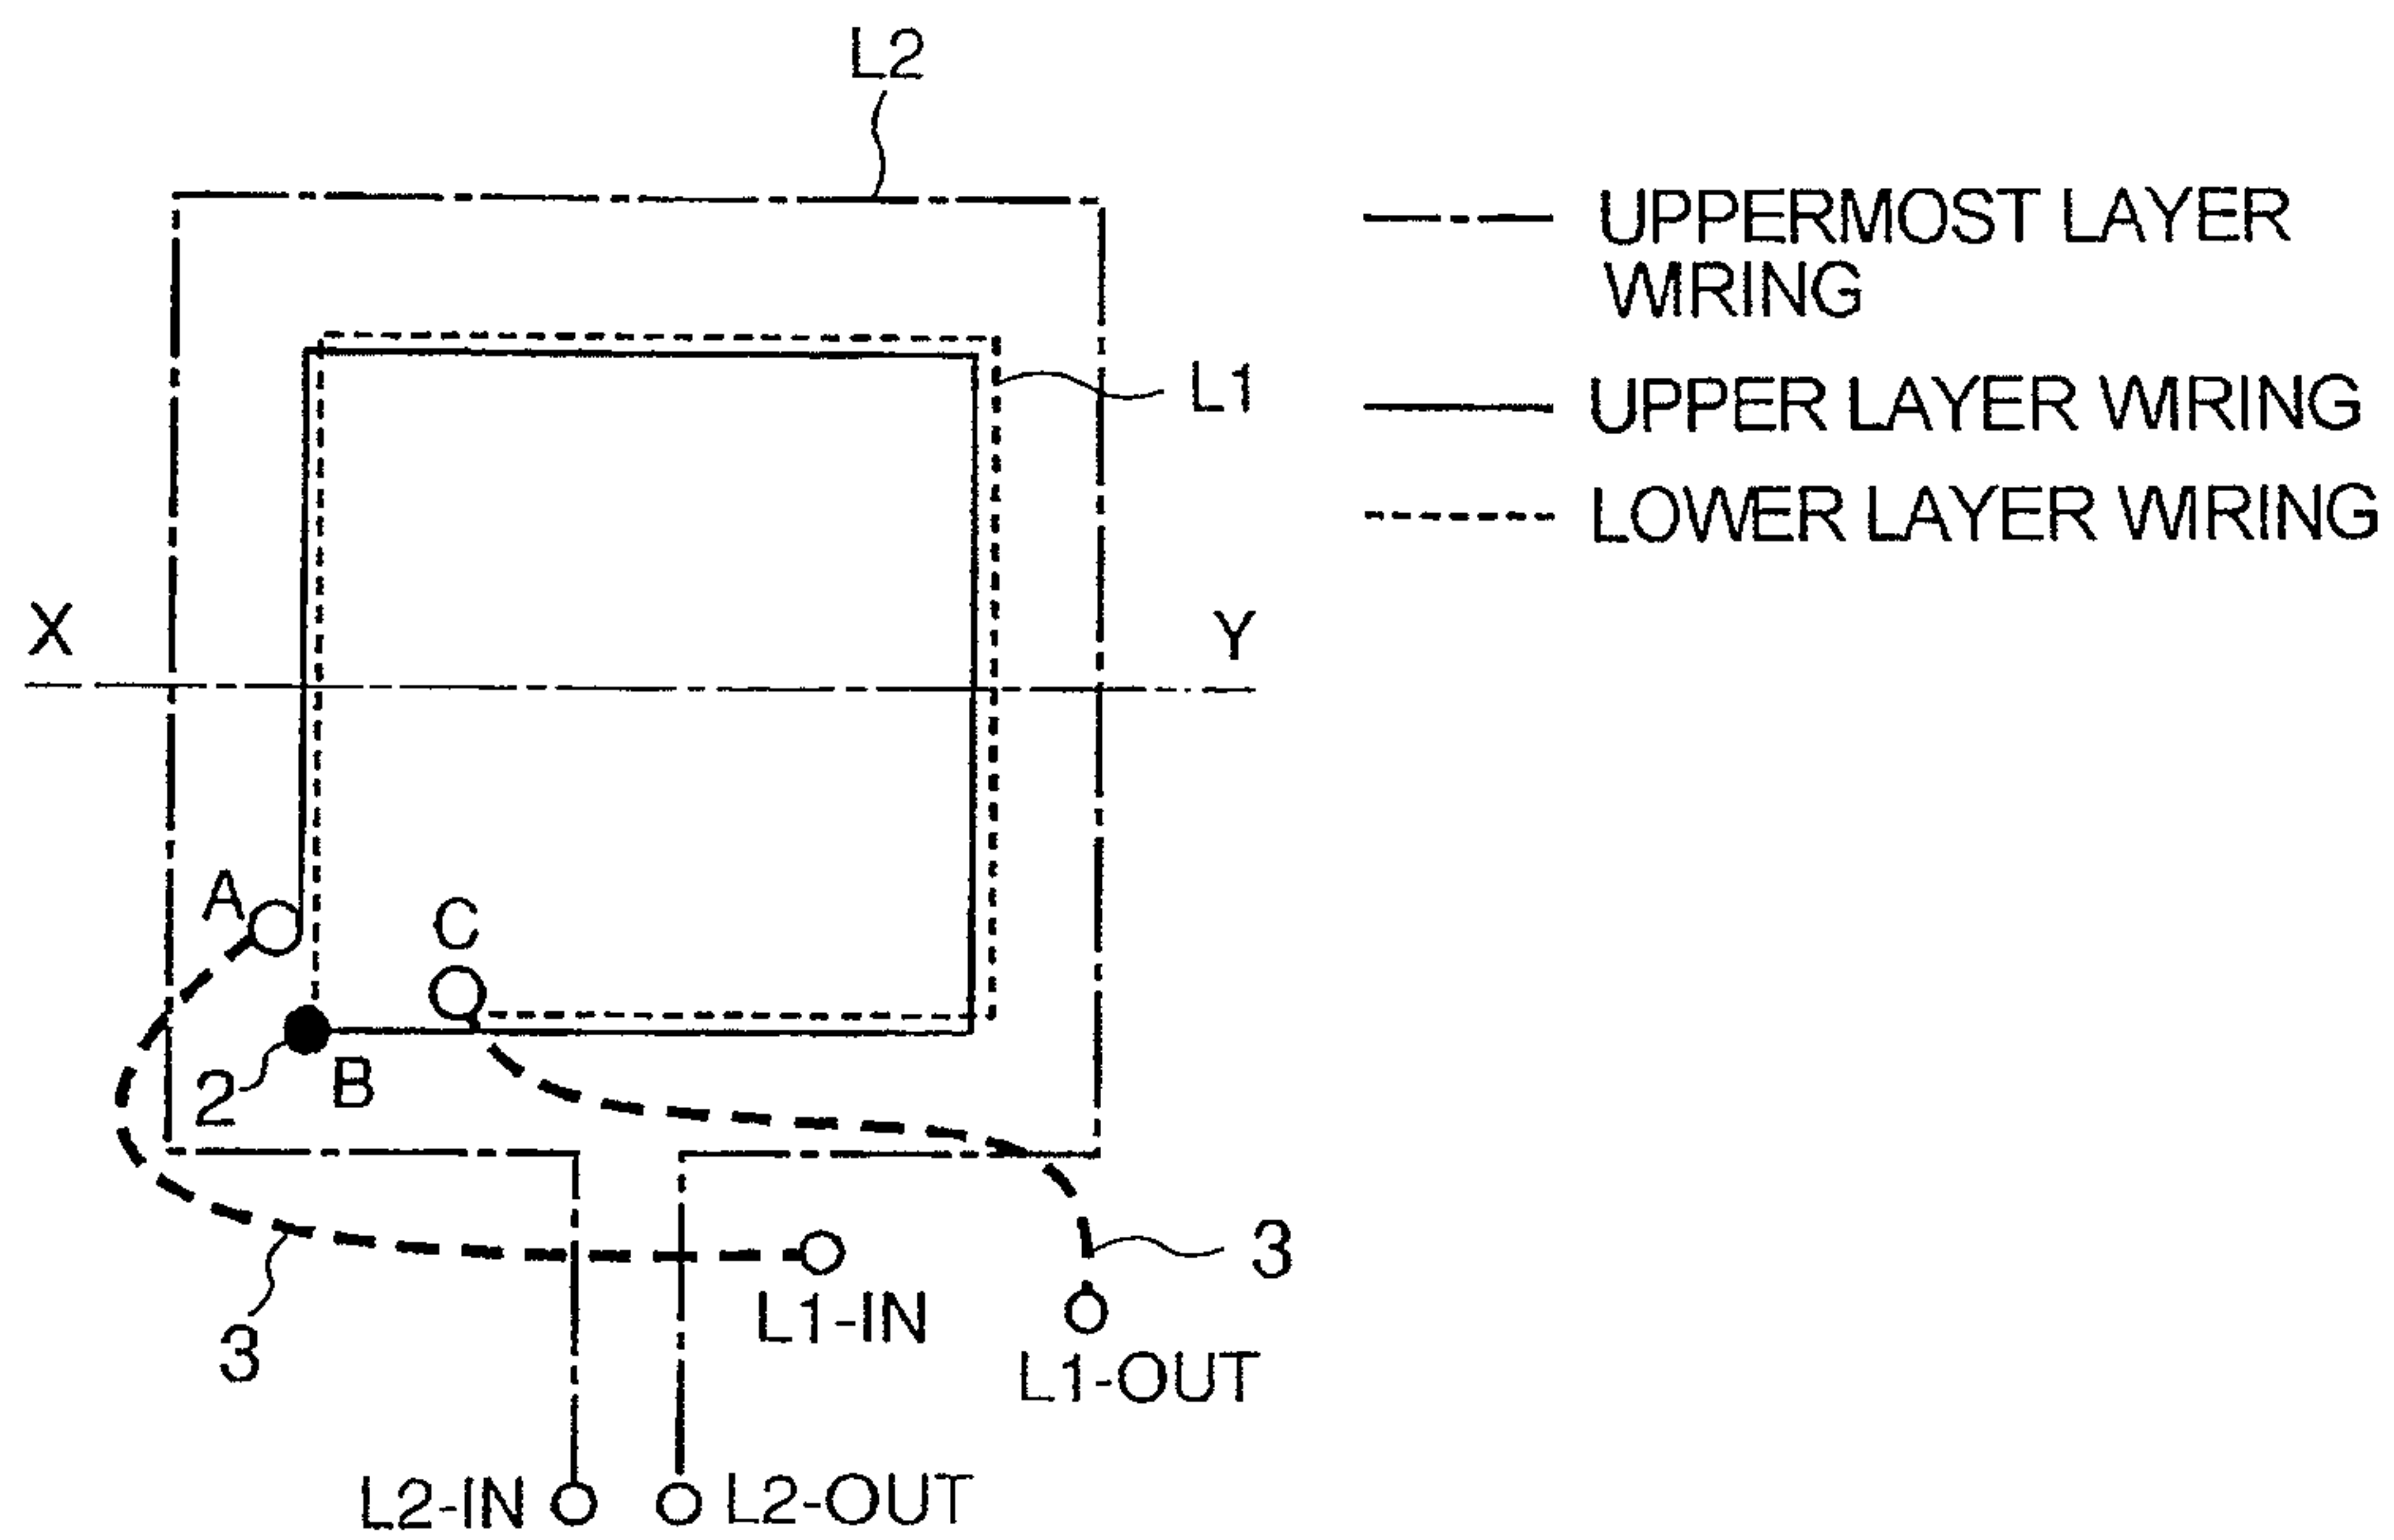 L2
UPPERMOST LAYER
WIRING
L1
UPPER LAYER WIRING
LOWER LAYER WIRING
X
Y
A
C
2
B
3
3
L1-IN
L1-OUT
L2-IN
L2-OUT